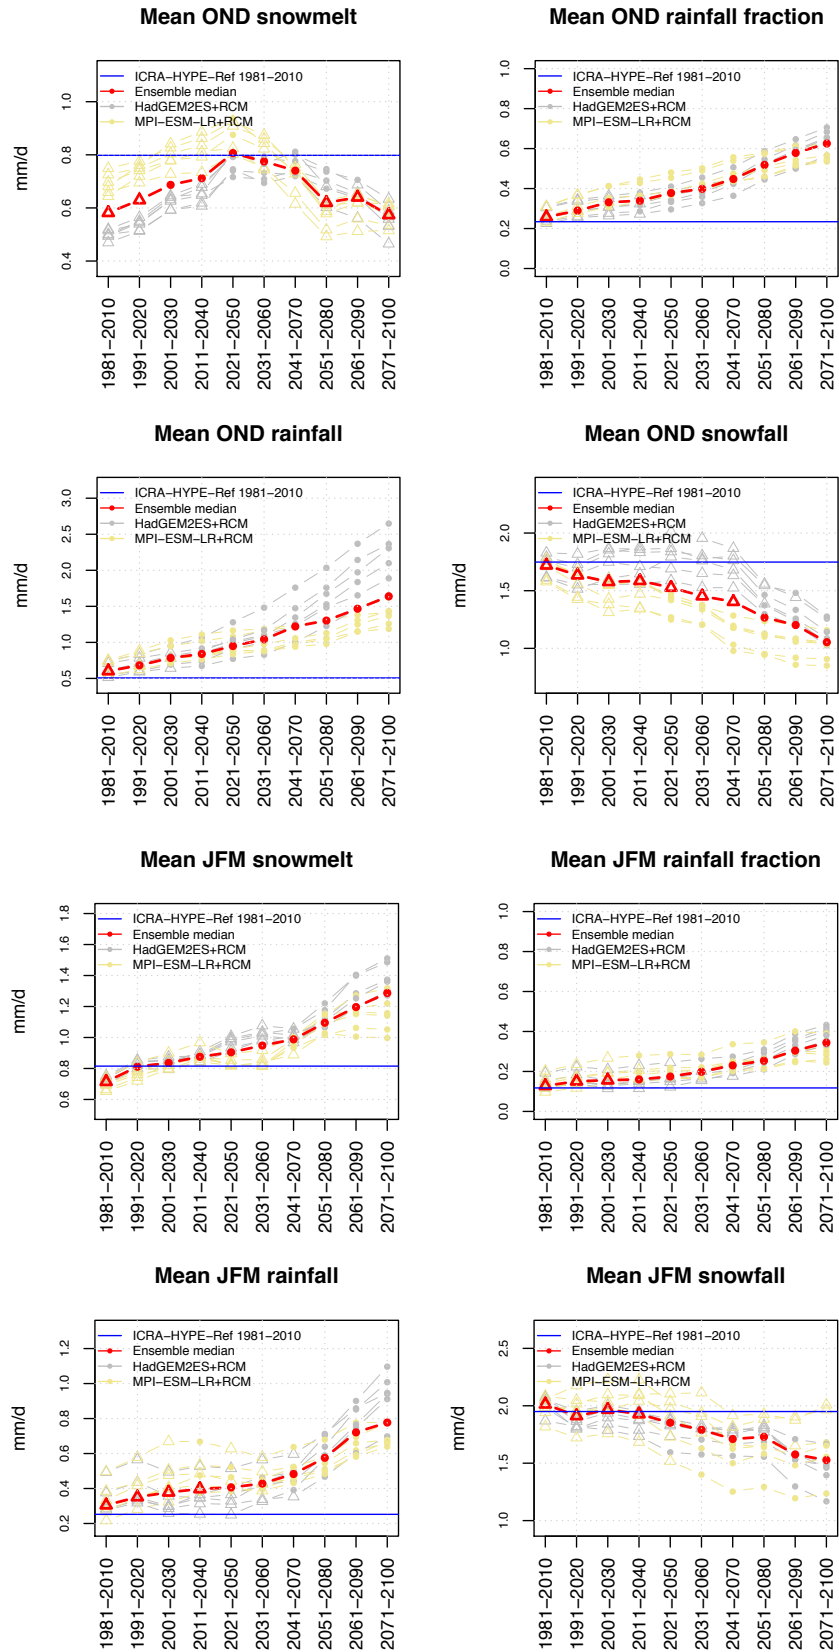 Mean OND snowmelt
mm/d
0.4 0.6 0.8 1.0
ICRA−HYPE−Ref 1981−2010
Ensemble median
HadGEM2ES+RCM
MPI−ESM−LR+RCM
1981−2010
1991−2020
2001−2030
2011−2040
2021−2050
2031−2060
2041−2070
2051−2080
2061−2090
2071−2100
Mean OND rainfall fraction
0.0 0.2 0.4 0.6 0.8 1.0
ICRA−HYPE−Ref 1981−2010
Ensemble median
HadGEM2ES+RCM
MPI−ESM−LR+RCM
1981−2010
1991−2020
2001−2030
2011−2040
2021−2050
2031−2060
2041−2070
2051−2080
2061−2090
2071−2100
Mean OND rainfall
mm/d
0.5 1.0 1.5 2.0 2.5 3.0
ICRA−HYPE−Ref 1981−2010
Ensemble median
HadGEM2ES+RCM
MPI−ESM−LR+RCM
1981−2010
1991−2020
2001−2030
2011−2040
2021−2050
2031−2060
2041−2070
2051−2080
2061−2090
2071−2100
Mean OND snowfall
mm/d
1.0 1.5 2.0
ICRA−HYPE−Ref 1981−2010
Ensemble median
HadGEM2ES+RCM
MPI−ESM−LR+RCM
1981−2010
1991−2020
2001−2030
2011−2040
2021−2050
2031−2060
2041−2070
2051−2080
2061−2090
2071−2100
Mean JFM snowmelt
mm/d
0.6 0.8 1.0 1.2 1.4 1.6 1.8
ICRA−HYPE−Ref 1981−2010
Ensemble median
HadGEM2ES+RCM
MPI−ESM−LR+RCM
1981−2010
1991−2020
2001−2030
2011−2040
2021−2050
2031−2060
2041−2070
2051−2080
2061−2090
2071−2100
Mean JFM rainfall fraction
0.0 0.2 0.4 0.6 0.8 1.0
ICRA−HYPE−Ref 1981−2010
Ensemble median
HadGEM2ES+RCM
MPI−ESM−LR+RCM
1981−2010
1991−2020
2001−2030
2011−2040
2021−2050
2031−2060
2041−2070
2051−2080
2061−2090
2071−2100
Mean JFM rainfall
mm/d
0.2 0.4 0.6 0.8 1.0 1.2
ICRA−HYPE−Ref 1981−2010
Ensemble median
HadGEM2ES+RCM
MPI−ESM−LR+RCM
1981−2010
1991−2020
2001−2030
2011−2040
2021−2050
2031−2060
2041−2070
2051−2080
2061−2090
2071−2100
Mean JFM snowfall
mm/d
1.0 1.5 2.0 2.5
ICRA−HYPE−Ref 1981−2010
Ensemble median
HadGEM2ES+RCM
MPI−ESM−LR+RCM
1981−2010
1991−2020
2001−2030
2011−2040
2021−2050
2031−2060
2041−2070
2051−2080
2061−2090
2071−2100